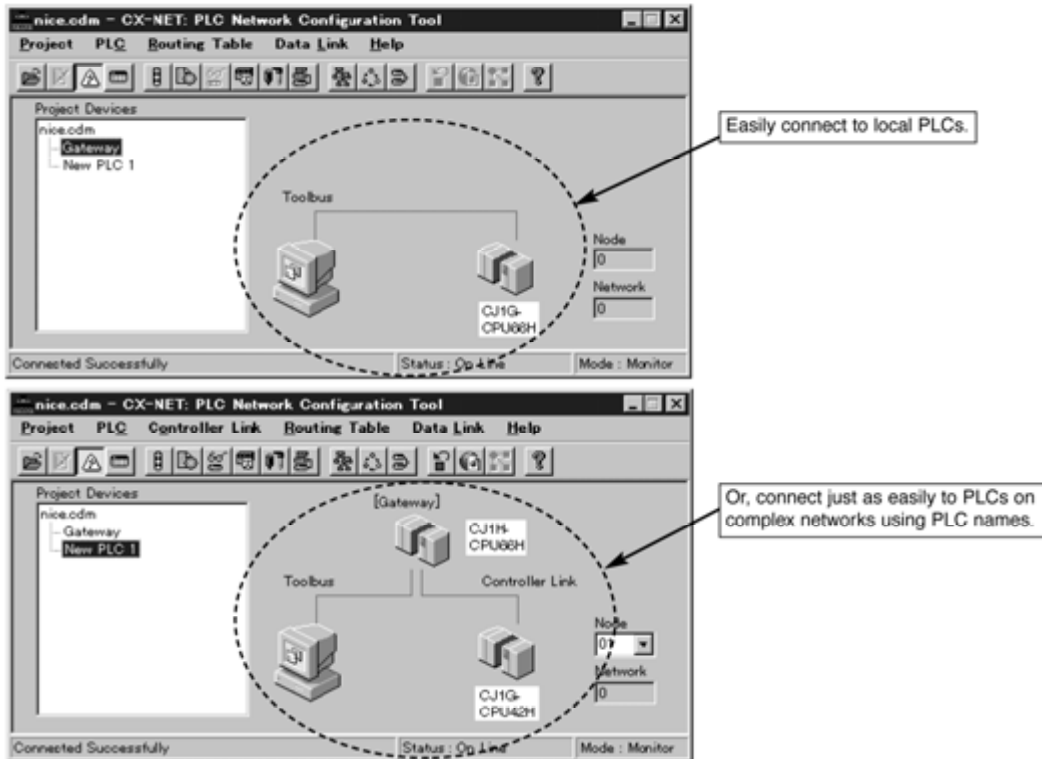 nice.cdm - CX-NET: PLC Network Configuration Tool
Project PLC Routing Table Data Link Help
Project Devices
nice.cdm
Gateway
New PLC 1
Toolbus
CJ1G-
CPU66H
Node
0
Network
0
Connected Successfully
Status : On Line
Mode : Monitor
Easily connect to local PLCs.
nice.cdm - CX-NET: PLC Network Configuration Tool
Project PLC Controller Link Routing Table Data Link Help
Project Devices
nice.cdm
Gateway
New PLC 1
[Gateway]
CJ1H-
CPU66H
Toolbus
Controller Link
CJ1G-
CPU42H
Node
01
Network
0
Connected Successfully
Status : On Line
Mode : Monitor
Or, connect just as easily to PLCs on
complex networks using PLC names.